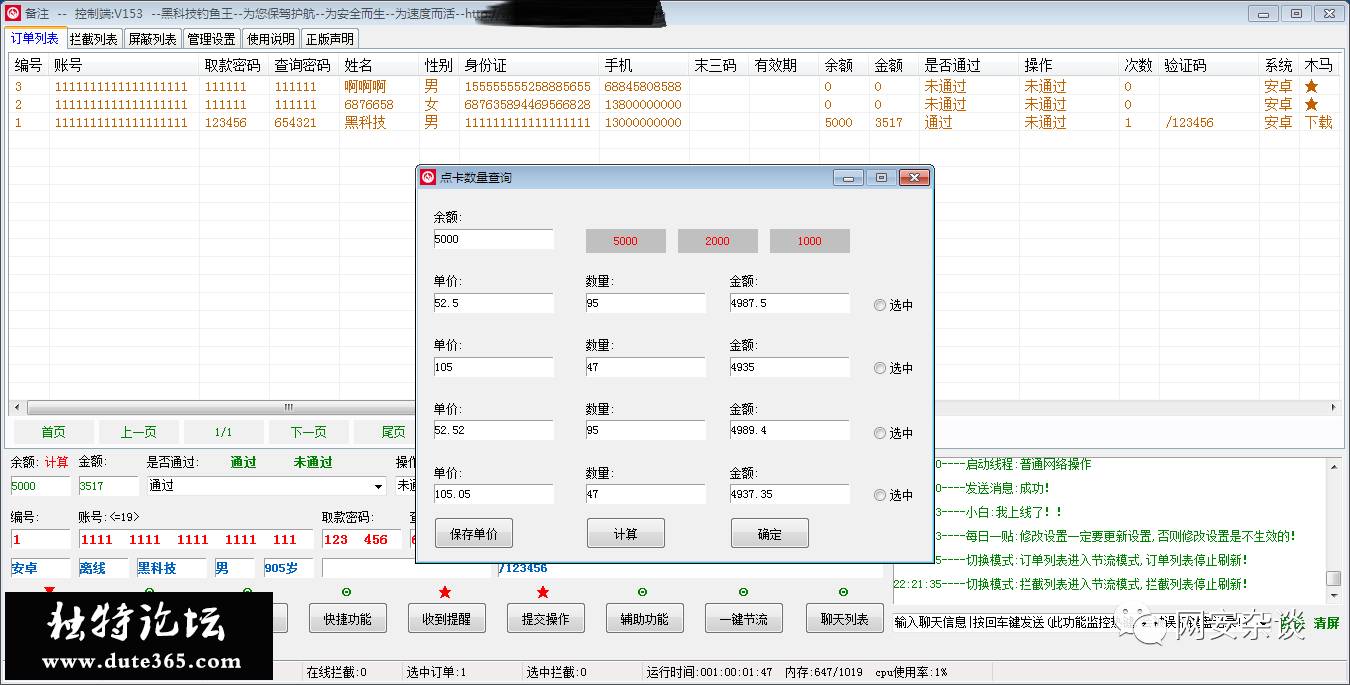 备注 -- 控制端:V153 --黑科技钓鱼王--为您保驾护航--为安全而生--为速度而活--http:
订单列表 拦截列表 屏蔽列表 管理设置 使用说明 正版声明
编号 账号 取款密码 查询密码 姓名 性别 身份证 手机 末三码 有效期 余额 金额 是否通过 操作 次数 验证码 系统 木马
3 1111111111111111111 111111 111111 啊啊啊 男 155555555258885655 68845808588 0 0 未通过 未通过 0 安卓 ★
2 1111111111111111111 111111 111111 6876658 女 687635894469566828 13800000000 0 0 未通过 未通过 0 安卓 ★
1 1111111111111111111 123456 654321 黑科技 男 111111111111111111 13000000000 5000 3517 通过 未通过 1 /123456 安卓 下载
点卡数量查询
余额:
5000 5000 2000 1000
单价: 数量: 金额:
52.5 95 4987.5 选中
单价: 数量: 金额:
105 47 4935 选中
单价: 数量: 金额:
52.52 95 4989.4 选中
单价: 数量: 金额:
105.05 47 4937.35 选中
保存单价 计算 确定
首页 上一页 1/1 下一页 尾页
余额: 计算 金额: 是否通过: 通过 未通过 操作
5000 3517 通过 未通
编号: 账号:<=19> 取款密码:
1 1111 1111 1111 1111 111 123 456
安卓 离线 黑科技 男 905岁 /123456
0----启动线程:普通网络操作
0----发送消息:成功!
3----小白:我上线了!!
3----每日一贴:修改设置一定要更新设置,否则修改设置是不生效的!
----切换模式:订单列表进入节流模式,订单列表停止刷新!
22:21:35----切换模式:拦截列表进入节流模式,拦截列表停止刷新!
快捷功能 收到提醒 提交操作 辅助功能 一键节流 聊天列表
输入聊天信息|按回车键发送(此功能监控 清屏
网安杂谈
独特论坛
www.dute365.com
在线拦截:0 选中订单:1 选中拦截:0 运行时间:001:00:01:47 内存:647/1019 cpu使用率:1%